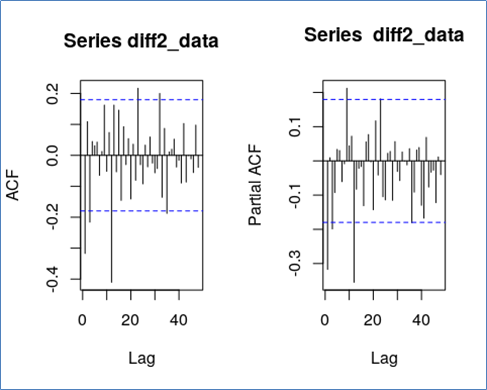 Series diff2_data
ACF
0.2
0.0
-0.2
-0.4
0
20
40
Lag
Series diff2_data
Partial ACF
0.1
-0.1
-0.3
0
20
40
Lag